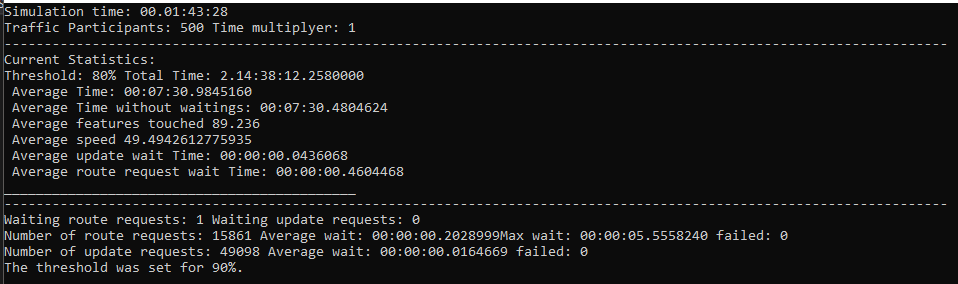 Simulation time: 00.01:43:28
Traffic Participants: 500 Time multiplyer: 1
--------------------------------------------------------------------------------------------------------------------
Current Statistics:
Threshold: 80% Total Time: 2.14:38:12.2580000
Average Time: 00:07:30.9845160
Average Time without waitings: 00:07:30.4804624
Average features touched 89.236
Average speed 49.4942612775935
Average update wait Time: 00:00:00.0436068
Average route request wait Time: 00:00:00.4604468
____________________________________________
--------------------------------------------------------------------------------------------------------------------
Waiting route requests: 1 Waiting update requests: 0
Number of route requests: 15861 Average wait: 00:00:00.2028999Max wait: 00:00:05.5558240 failed: 0
Number of update requests: 49098 Average wait: 00:00:00.0164669 failed: 0
The threshold was set for 90%.